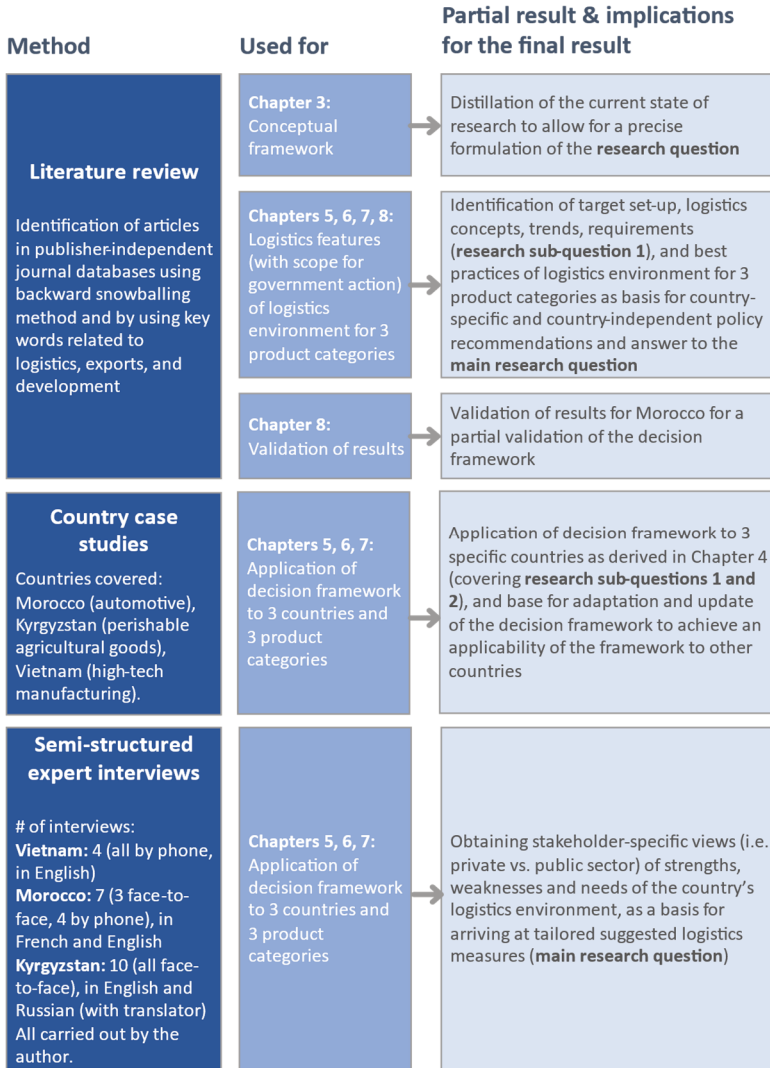 Method
Used for
Partial result & implications
for the final result
Literature review
Identification of articles
in publisher-independent
journal databases using
backward snowballing
method and by using key
words related to
logistics, exports, and
development
Chapter 3:
Conceptual
framework
Distillation of the current state of
research to allow for a precise
formulation of the research question
Chapters 5, 6, 7, 8:
Logistics features
(with scope for
government action)
of logistics
environment for 3
product categories
Identification of target set-up, logistics
concepts, trends, requirements
(research sub-question 1), and best
practices of logistics environment for 3
product categories as basis for country-
specific and country-independent policy
recommendations and answer to the
main research question
Chapter 8:
Validation of results
Validation of results for Morocco for a
partial validation of the decision
framework
Country case
studies
Countries covered:
Morocco (automotive),
Kyrgyzstan (perishable
agricultural goods),
Vietnam (high-tech
manufacturing).
Chapters 5, 6, 7:
Application of
decision framework
to 3 countries and
3 product
categories
Application of decision framework to 3
specific countries as derived in Chapter 4
(covering research sub-questions 1 and
2), and base for adaptation and update
of the decision framework to achieve an
applicability of the framework to other
countries
Semi-structured
expert interviews
# of interviews:
Vietnam: 4 (all by phone,
in English)
Morocco: 7 (3 face-to-
face, 4 by phone), in
French and English
Kyrgyzstan: 10 (all face-
to-face), in English and
Russian (with translator)
All carried out by the
author.
Chapters 5, 6, 7:
Application of
decision framework
to 3 countries and
3 product
categories
Obtaining stakeholder-specific views (i.e.
private vs. public sector) of strengths,
weaknesses and needs of the country's
logistics environment, as a basis for
arriving at tailored suggested logistics
measures (main research question)